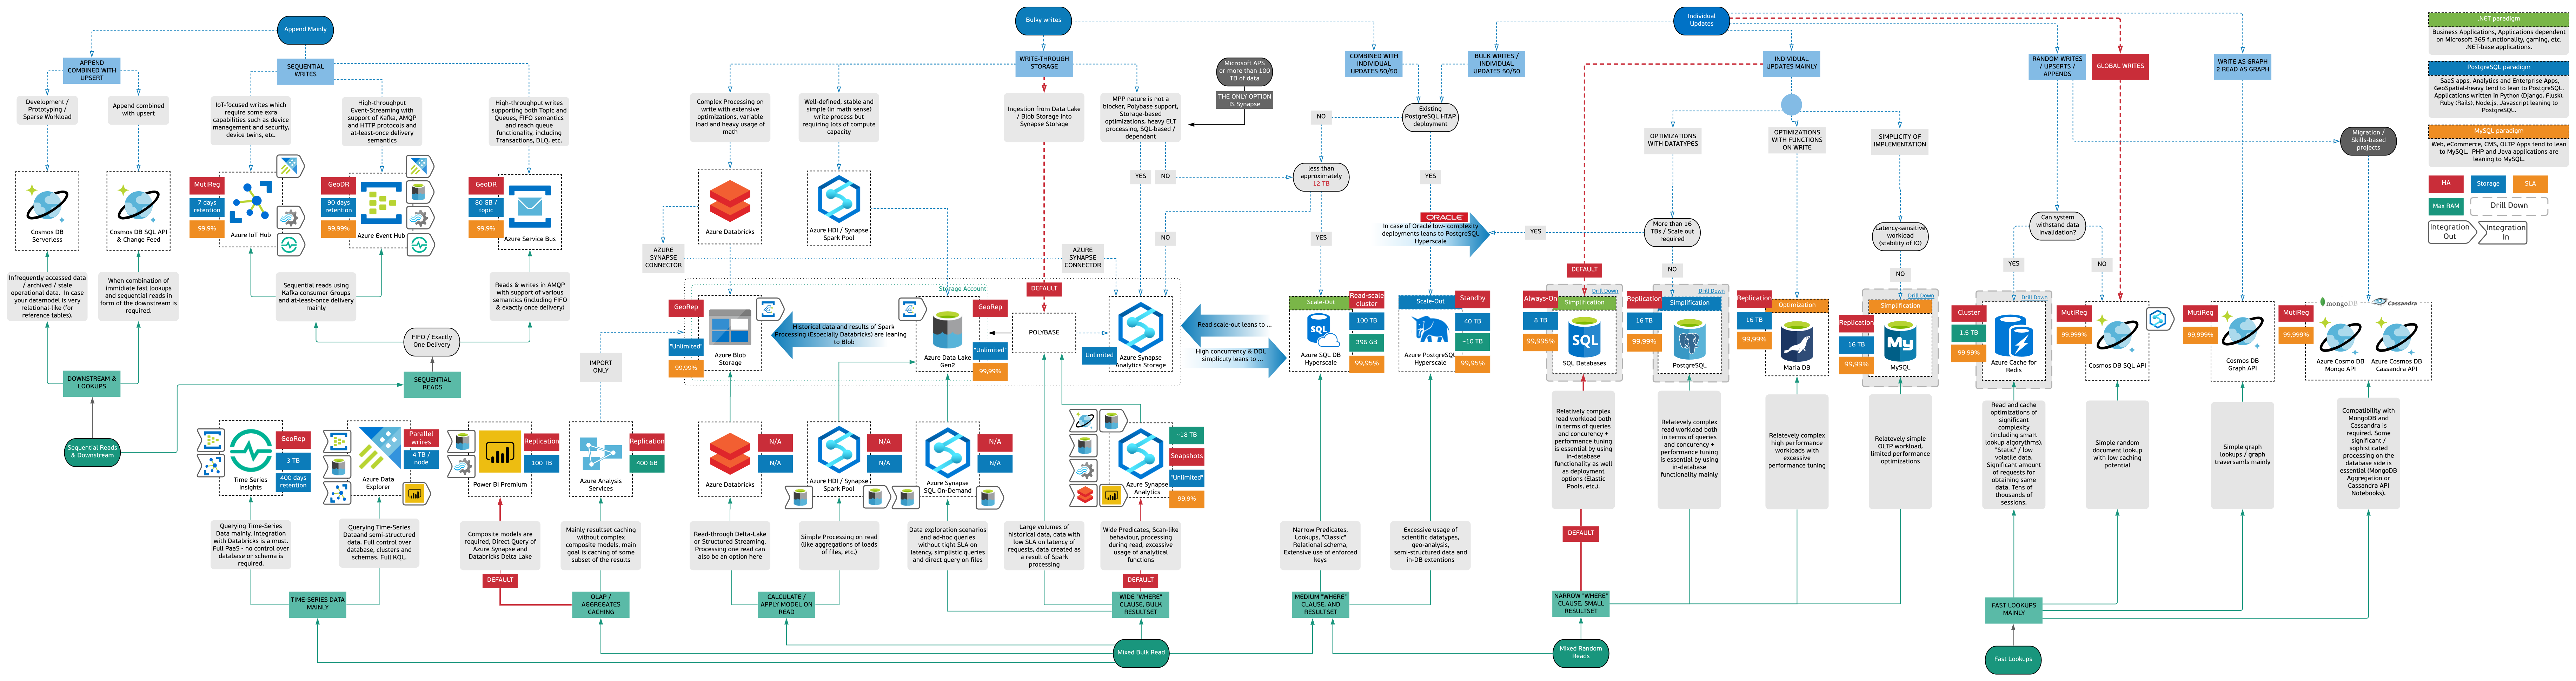 Append Mainly
Bulky writes
Individual
Updates
.NET paradigm
Business Applications, Applications dependent
on Microsoft 365 functionality, gaming, etc.
.NET-base applications.
PostgreSQL paradigm
SaaS apps, Analytics and Enterprise Apps,
GeoSpatial-heavy tend to lean to PostgreSQL.
Applications written in Python (Django, Flusk),
Ruby (Rails), Node.js, Javascript leaning to
PostgreSQL.
MySQL paradigm
Web, eCommerce, CMS, OLTP Apps tend to lean
to MySQL. PHP and Java applications are
leaning to MySQL.
HA
Storage
SLA
Max RAM
Drill Down
Integration
Out
Integration
In
APPEND
COMBINED WITH
UPSERT
SEQUENTIAL
WRITES
WRITE-THROUGH
STORAGE
Microsoft APS
or more than 100
TB of data
THE ONLY OPTION
IS Synapse
COMBINED WITH
INDIVIDUAL
UPDATES 50/50
BULK WRITES /
INDIVIDUAL
UPDATES 50/50
INDIVIDUAL
UPDATES MAINLY
RANDOM WRITES
/ UPSERTS /
APPENDS
GLOBAL WRITES
WRITE AS GRAPH
2 READ AS GRAPH
Development /
Prototyping /
Sparse Workload
Append combined
with upsert
IoT-focused writes which
require some exra
capabilities such as device
management and security,
device twins, etc.
High-throughput
Event-Streaming with
support of Kafka, AMQP
and HTTP protocols and
at-least-once delivery
semantics
High-throughput writes
supporting both Topic and
Queues, FIFO semantics
and reach queue
functionality, including
Transactions, DLQ, etc.
Complex Processing on
write with extensive
optimizations, variable
load and heavy usage of
math
Well-defined, stable and
simple (in math sense)
write process but
requiring lots of compute
capacity
Ingestion from Data Lake
/ Blob Storage into
Synapse Storage
MPP nature is not a
blocker, Polybase support,
Storage-based
optimizations, heavy ELT
processing, SQL-based /
dependant
Existing
PostgreSQL HTAP
deployment
NO
YES
less than
approximately
12 TB
YES
NO
YES
NO
OPTIMIZATIONS
WITH DATATYPES
OPTIMIZATIONS
WITH FUNCTIONS
ON WRITE
SIMPLICITY OF
IMPLEMENTATION
Migration /
Skills-based
projects
Cosmos DB
Serverless
Cosmos DB SQL API
& Change Feed
MutiReg
7 days
retention
99,9%
Azure IoT Hub
GeoDR
90 days
retention
99,99%
Azure Event Hub
GeoDR
80 GB /
topic
99,9%
Azure Service Bus
Azure Databricks
Azure HDI / Synapse
Spark Pool
ORACLE
In case of Oracle low- complexity
deployments leans to PostgreSQL
Hyperscale
YES
More than 16
TBs / Scale out
required
NO
Latency-sensitive
workload
(stability of IO)
NO
Can system
withstand data
invalidation?
YES
NO
AZURE
SYNAPSE
CONNECTOR
AZURE
SYNAPSE
CONNECTOR
DEFAULT
DEFAULT
Infrequently accessed data
/ archived / stale
operational data. In case
your datamodel is very
relational-like (for
reference tables).
When combination of
immidiate fast lookups
and sequential reads in
form of the downstream is
required.
Sequential reads using
Kafka consumer Groups
and at-least-once delivery
mainly
Reads & writes in AMQP
with support of various
semantics (including FIFO
& exactly once delivery)
FIFO / Exactly
One Delivery
DOWNSTREAM &
LOOKUPS
SEQUENTIAL
READS
IMPORT
ONLY
Storage Account
GeoRep
"Unlimited"
99,99%
Azure Blob
Storage
Historical data and results of Spark
Processing (Especially Databricks) are leaning
to Blob
Azure Data Lake
Gen2
GeoRep
"Unlimited"
99,99%
POLYBASE
Unlimited
Azure Synapse
Analytics Storage
Read scale-out leans to ...
High concurrency & DDL
simplicity leans to ...
Scale-Out
Azure SQL DB
Hyperscale
Read-scale
cluster
100 TB
396 GB
99,95%
Scale-Out
Azure PostgreSQL
Hyperscale
Standby
40 TB
~10 TB
99,95%
Always-On
8 TB
99,995%
Drill Down
Simplification
SQL
SQL Databases
Replication
16 TB
99,99%
Drill Down
Simplification
PostgreSQL
Replication
16 TB
99,99%
Optimization
Maria DB
Replication
16 TB
99,99%
Drill Down
Simplification
My
MySQL
Cluster
1.5 TB
99,99%
Drill Down
Azure Cache for
Redis
MutiReg
99,999%
Cosmos DB SQL API
MutiReg
99,999%
Cosmos DB
Graph API
MutiReg
99,999%
mongoDB
Cassandra
Azure Cosmo DB
Mongo API
Azure Cosmos DB
Cassandra API
Sequential Reads
& Downstream
Time Series
Insights
GeoRep
3 TB
400 days
retention
Azure Data
Explorer
Parallel
wrires
4 TB /
node
Power BI Premium
Replication
100 TB
Azure Analysis
Services
Replication
400 GB
Azure Databricks
N/A
N/A
Azure HDI / Synapse
Spark Pool
N/A
N/A
Azure Synapse
SQL On-Demand
N/A
N/A
Azure Synapse
Analytics
~18 TB
Snapshots
"Unlimited"
99,9%
Relatively complex
read workload both
in terms of queries
and concurency +
performance tuning
is essential by using
in-database
functionality as well
as deployment
options (Elastic
Pools, etc.).
Relatively complex
read workload both
in terms of queries
and concurency +
performance tuning
is essential by using
in-database
functionality mainly
Relatively complex
high performance
workloads with
excessive
performance tuning
Relatively simple
OLTP workload,
limited performance
optimizations
Read and cache
optimizations of
significant
complexity
(including smart
lookup algorythms).
"Static" / low
volatile data.
Significant amount of
requests for
obtaining same
data. Tens of
thousands of
sessions.
Simple random
document lookup
with low caching
potential
Simple graph
lookups / graph
traversamis mainly
Compatibility with
MongoDB and
Cassandra is
required. Some
significant /
sophisticated
processing on the
database side is
essential (MongoDB
Aggregation or
Cassandra API
Notebooks).
Querying Time-Series
Data mainly. Integration
with Databricks is a must.
Full PaaS - no control over
database or schema is
required.
Querying Time-Series
Dataand semi-structured
data. Full control over
database, clusters and
schemas. Full KQL.
Composite models are
required, Direct Query of
Azure Synapse and
Databricks Delta Lake
Mainly resultset caching
without complex
composite models, main
goal is caching of some
subset of the results
Read-through Delta-Lake
or Structured Streaming.
Processing one read can
also be an option here
Simple Processing on read
(like aggregations of lots
of files, etc.)
Data exploration scenarios
and ad-hoc queries
without tight SLA on
latency, simplistic queries
and direct query on files
Large volumes of
historical data, data with
low SLA on latency of
requests, data created as
a result of Spark
processing
Wide Predicates, Scan-like
behaviour, processing
during read, excessive
usage of analytical
functions
Narrow Predicates,
Lookups, "Classic"
Relational schema,
Extensive use of enforced
keys
Excessive usage of
scientific datatypes,
geo-analysis,
semi-structured data and
in-DB extentions
DEFAULT
DEFAULT
DEFAULT
TIME-SERIES DATA
MAINLY
OLAP /
AGGREGATES
CACHING
CALCULATE /
APPLY MODEL ON
READ
WIDE "WHERE"
CLAUSE, BULK
RESULTSET
MEDIUM "WHERE"
CLAUSE, AND
RESULTSET
NARROW "WHERE"
CLAUSE, SMALL
RESULTSET
FAST LOOKUPS
MAINLY
Mixed Bulk Read
Mixed Random
Reads
Fast Lookups